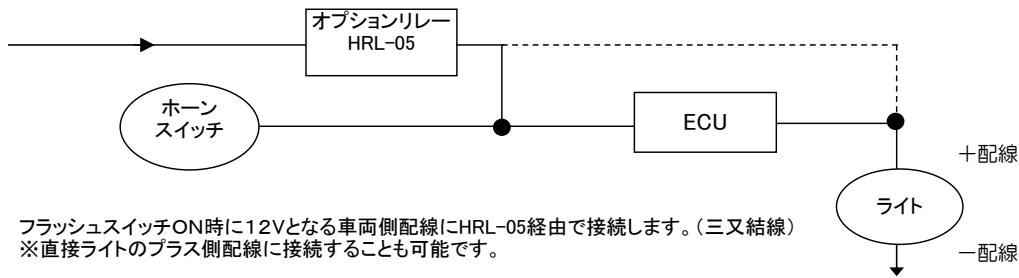 オプションリレー
HRL-05
ホーン
スイッチ
ECU
＋配線
ライト
フラッシュスイッチON時に12Vとなる車両側配線にHRL-05経由で接続します。（三又結線）
※直接ライトのプラス側配線に接続することも可能です。
－配線